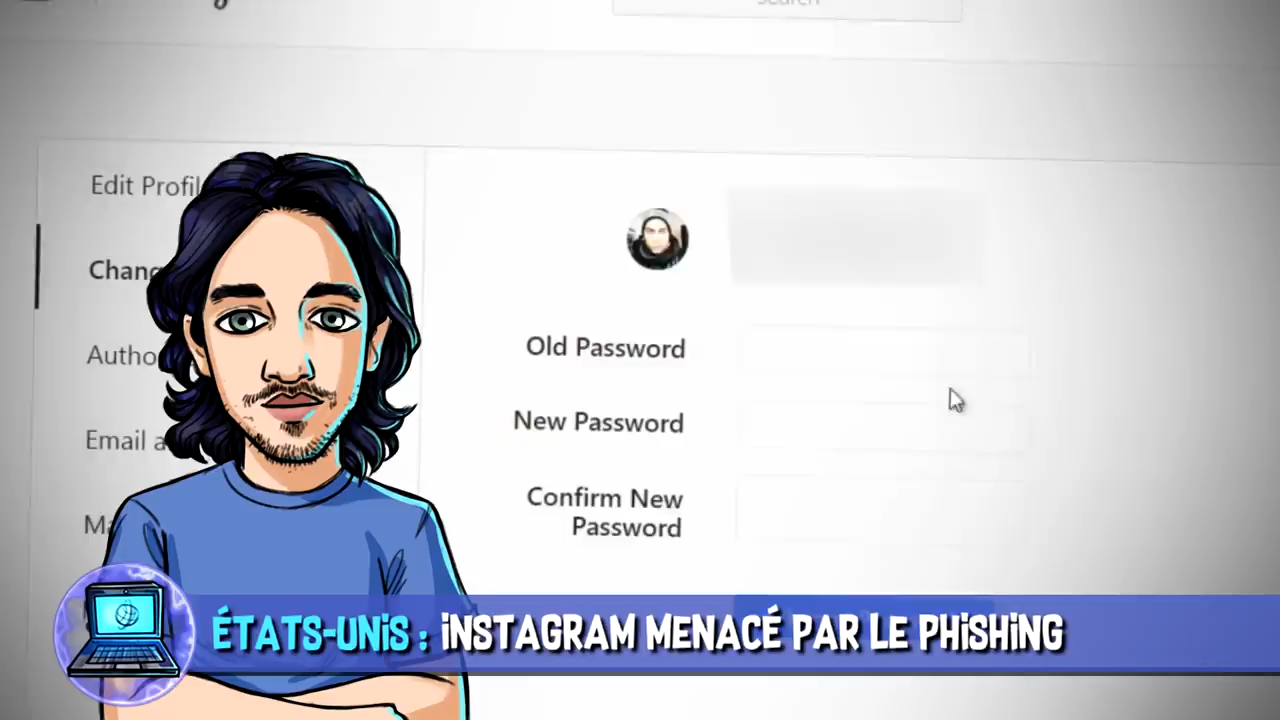 Edit Profil
Chang
Autho
Email a
Ma
Old Password
New Password
Confirm New
Password
ÉTATS-UNIS : INSTAGRAM MENACÉ PAR LE PHISHING